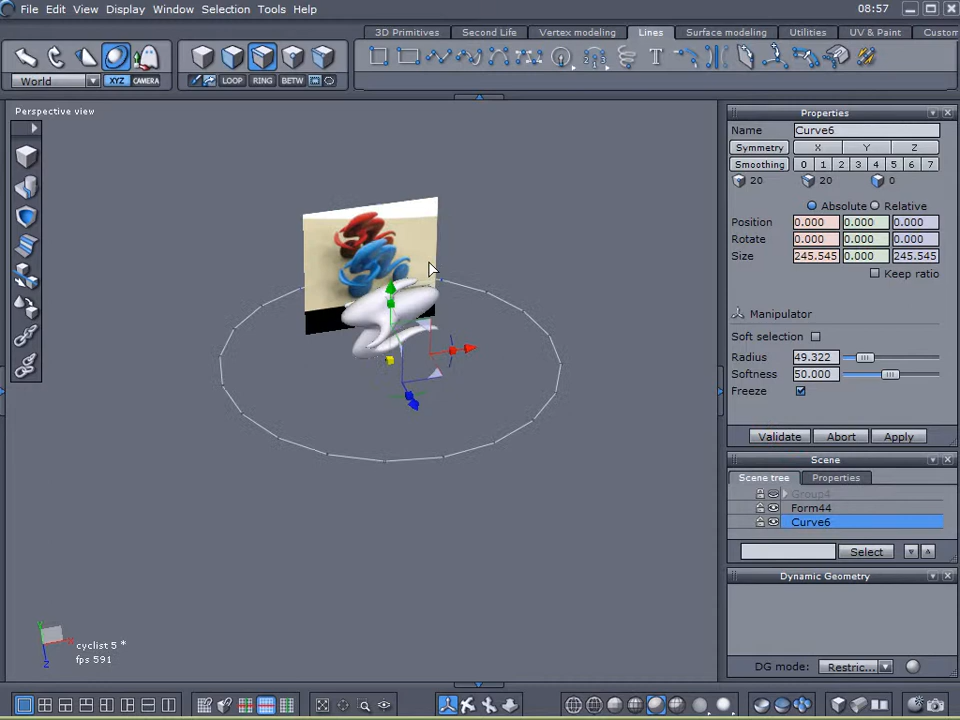 File Edit View Display Window Selection Tools Help 08:57
3D Primitives Second Life Vertex modeling Lines Surface modeling Utilities UV & Paint Custom
World XYZ CAMERA LOOP RING BETW
Perspective view
Properties
Name Curve6
Symmetry X Y Z
Smoothing 0 1 2 3 4 5 6 7
20 20 0
Absolute Relative
Position 0.000 0.000 0.000
Rotate 0.000 0.000 0.000
Size 245.545 0.000 245.545
Keep ratio
Manipulator
Soft selection
Radius 49.322
Softness 50.000
Freeze
Validate Abort Apply
Scene
Scene tree Properties
Group4
Form44
Curve6
Select
Dynamic Geometry
DG mode: Restric...
Y X Z
cyclist 5 *
fps 591